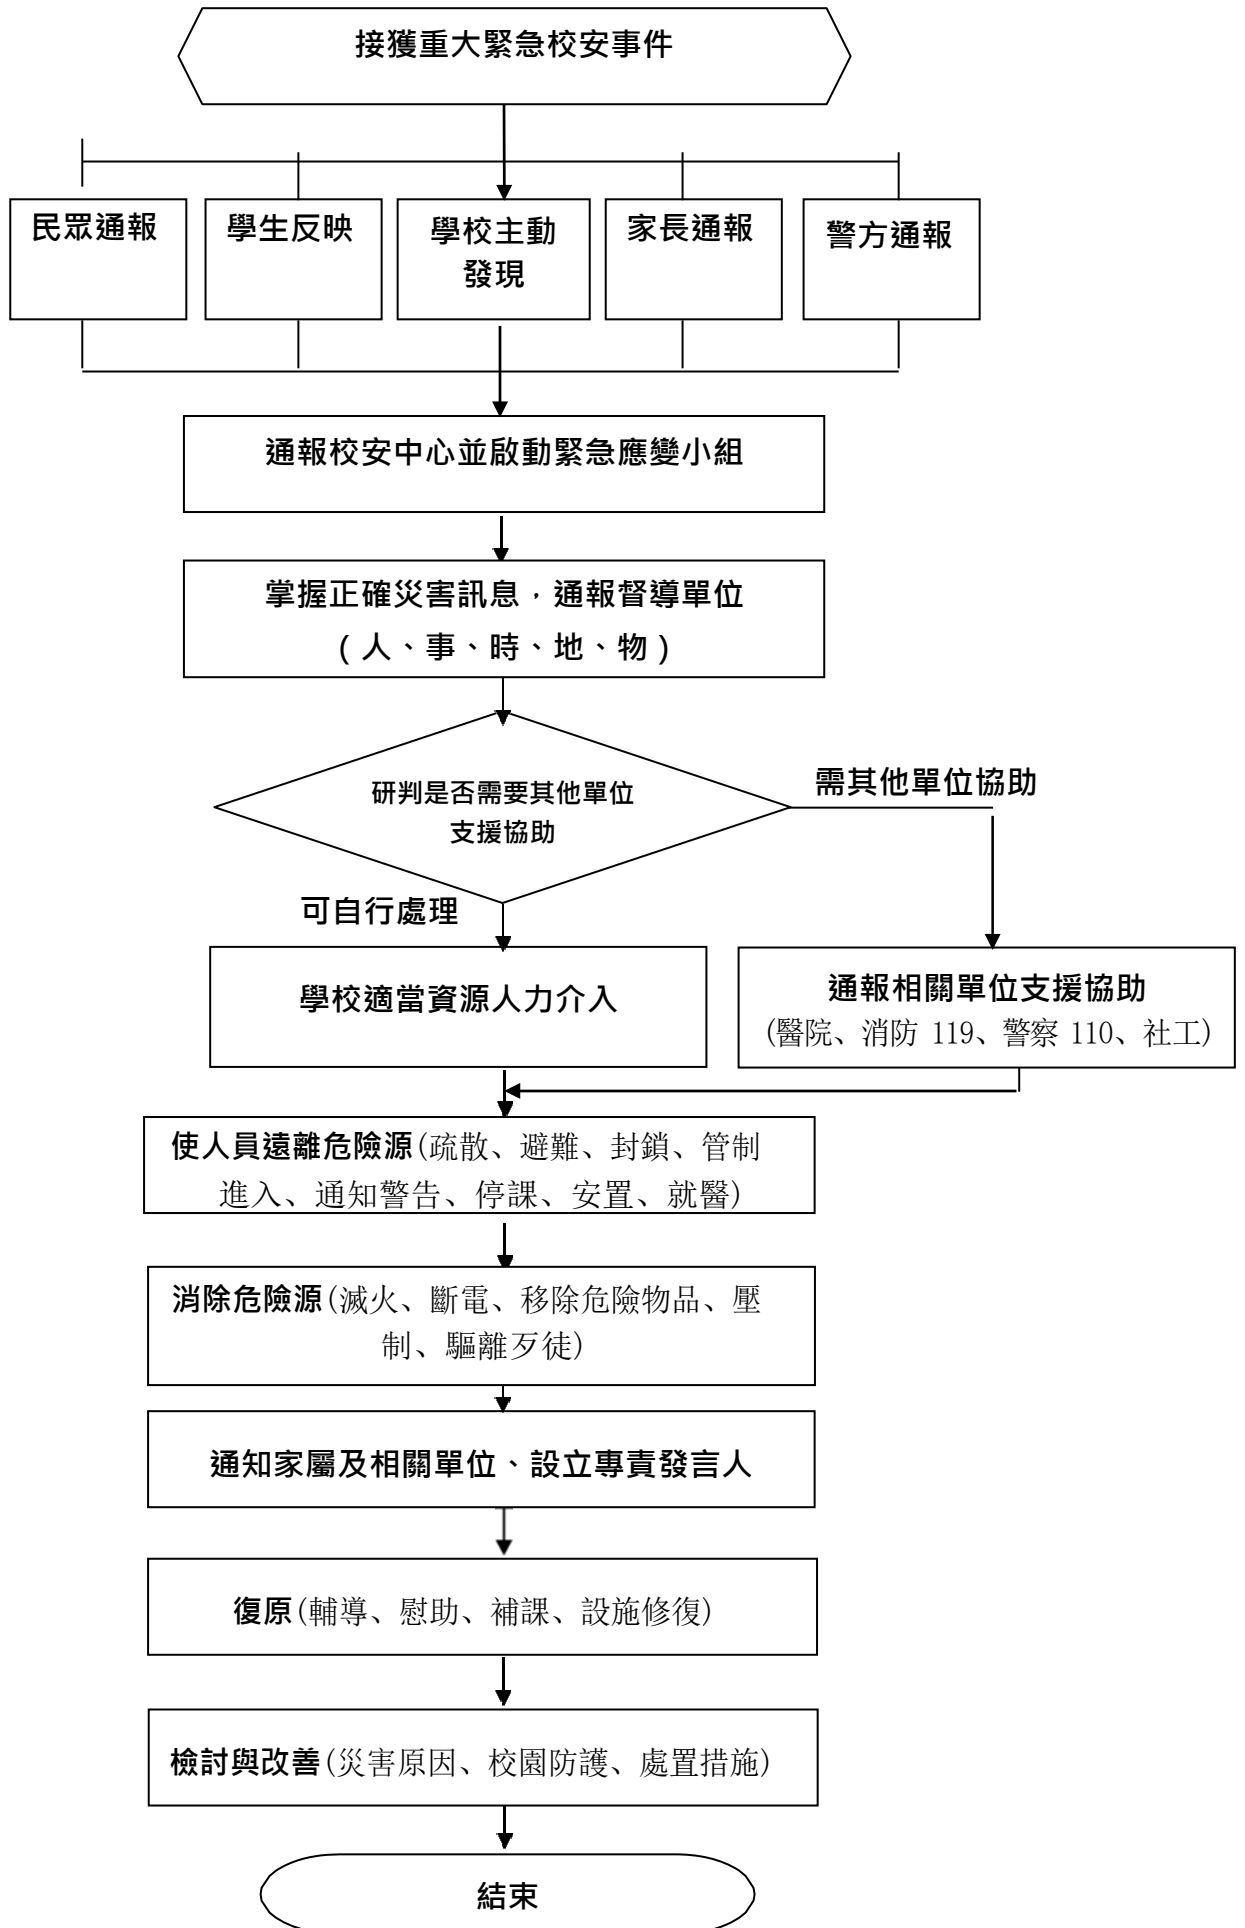 接獲重大緊急校安事件
民眾通報
學生反映
學校主動
發現
家長通報
警方通報
通報校安中心並啟動緊急應變小組
掌握正確災害訊息，通報督導單位
（人、事、時、地、物）
研判是否需要其他單位
支援協助
需其他單位協助
可自行處理
學校適當資源人力介入
通報相關單位支援協助
(醫院、消防 119、警察 110、社工)
使人員遠離危險源(疏散、避難、封鎖、管制
進入、通知警告、停課、安置、就醫)
消除危險源(滅火、斷電、移除危險物品、壓
制、驅離歹徒)
通知家屬及相關單位、設立專責發言人
復原(輔導、慰助、補課、設施修復)
檢討與改善(災害原因、校園防護、處置措施)
結束